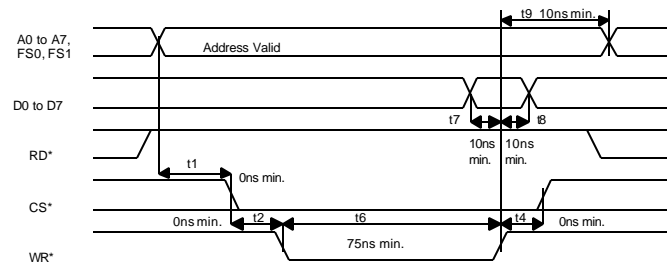 t9 10ns min.
A0 to A7,
FS0, FS1
Address Valid
D0 to D7
t7
t8
10ns
min.
10ns
min.
RD*
t1
0ns min.
CS*
0ns min.
t2
t6
t4
0ns min.
75ns min.
WR*